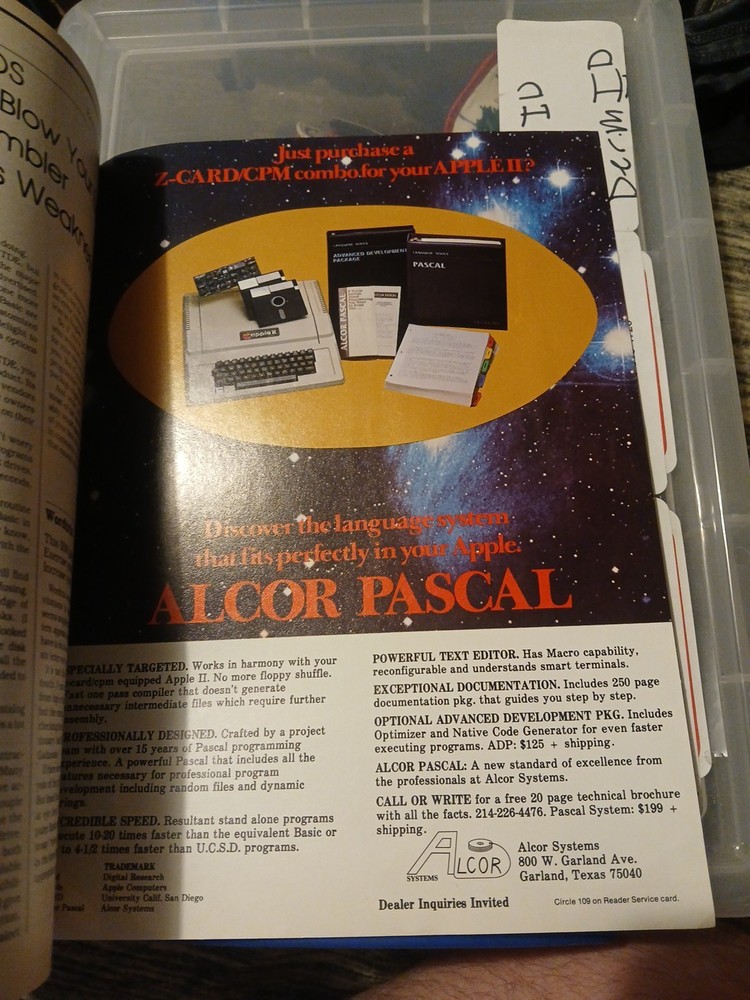 OS
Blow You
mbler
s Weakn
DermID
ID
Just purchase a
Z-CARD/CPM combo.for your APPLE II?
ADVANCED DEVELOPMENT
PACKAGE
PASCAL
ALCOR PASCAL
apple II
Discover the language system
that fits perfectly in your Apple.
ALCOR PASCAL
PECIALLY TARGETED. Works in harmony with your
-card/cpm equipped Apple II. No more floppy shuffle.
ast one pass compiler that doesn't generate
nnecessary intermediate files which require further
sembly.
ROFESSIONALLY DESIGNED. Crafted by a project
am with over 15 years of Pascal programming
xperience. A powerful Pascal that includes all the
atures necessary for professional program
velopment including random files and dynamic
rings.
CREDIBLE SPEED. Resultant stand alone programs
ecute 10-20 times faster than the equivalent Basic or
to 4-1/2 times faster than U.C.S.D. programs.
TRADEMARK
Digital Research
Apple Computers
University Calif. San Diego
Pascal Alcor Systems
POWERFUL TEXT EDITOR. Has Macro capability,
reconfigurable and understands smart terminals.
EXCEPTIONAL DOCUMENTATION. Includes 250 page
documentation pkg. that guides you step by step.
OPTIONAL ADVANCED DEVELOPMENT PKG. Includes
Optimizer and Native Code Generator for even faster
executing programs. ADP: $125 + shipping.
ALCOR PASCAL: A new standard of excellence from
the professionals at Alcor Systems.
CALL OR WRITE for a free 20 page technical brochure
with all the facts. 214-226-4476. Pascal System: $199 +
shipping.
ALCOR
SYSTEMS
Alcor Systems
800 W. Garland Ave.
Garland, Texas 75040
Dealer Inquiries Invited
Circle 109 on Reader Service card.